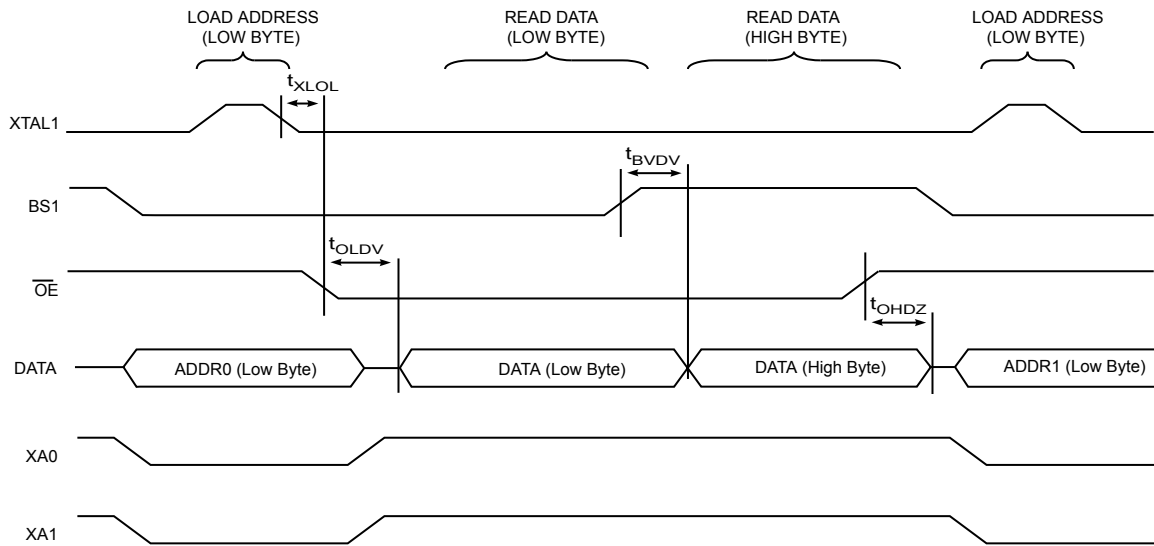 LOAD ADDRESS
(LOW BYTE)
READ DATA
(LOW BYTE)
READ DATA
(HIGH BYTE)
LOAD ADDRESS
(LOW BYTE)
tXLOL
XTAL1
tBVDV
BS1
tOLDV
OE
tOHDZ
DATA
ADDR0 (Low Byte)
DATA (Low Byte)
DATA (High Byte)
ADDR1 (Low Byte)
XA0
XA1